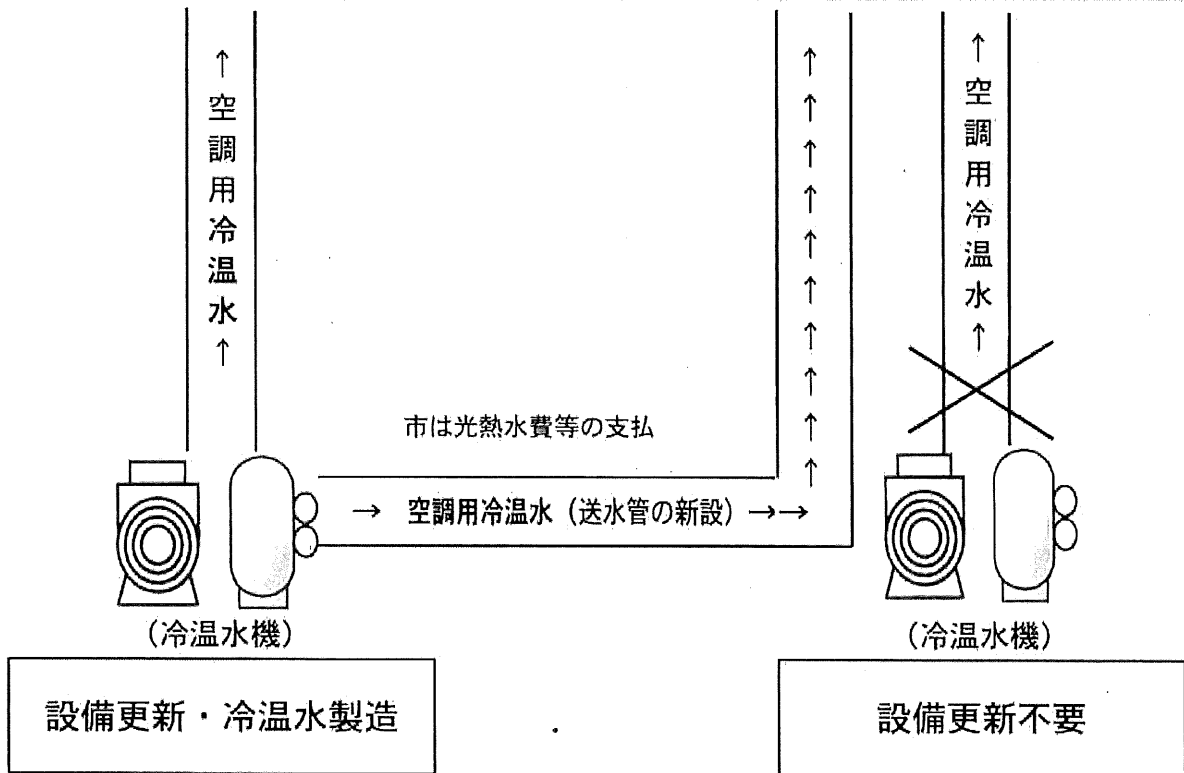 ↑空調用冷温水↑
↑↑↑↑↑↑↑↑↑↑
↑空調用冷温水↑
市は光熱水費等の支払
→ 空調用冷温水（送水管の新設）→→
（冷温水機）
（冷温水機）
設備更新・冷温水製造
設備更新不要